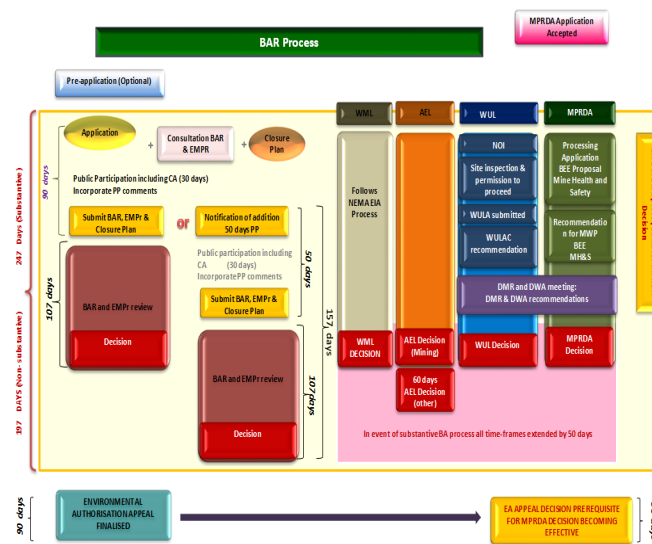 BAR Process
MPRDA Application
Accepted
Pre-application (Optional)
Application
+
Consultation BAR
& EMPR
+
Closure
Plan
90 days
Public Participation including CA (30 days)
Incorporate PP comments
Submit BAR, EMPr &
Closure Plan
or
Notification of addition
50 days PP
Public participation including
CA (30 days)
Incorporate PP comments
Submit BAR, EMPr &
Closure Plan
50 days
157 days
107 days
BAR and EMPr review
Decision
BAR and EMPr review
107 days
Decision
247 Days (Substantive)
197 DAYS (Non-substantive)
WML
Follows
NEMA EIA
Process
WML
DECISION
AEL
AEL Decision
(Mining)
60 days
AEL Decision
(other)
WUL
NOI
Site inspection &
permission to
proceed
WULA submitted
WULAC
recommendation
WUL Decision
MPRDA
Processing
Application
BEE Proposal
Mine Health and
Safety
Recommendatio
n for MWP
BEE
MH&S
DMR and DWA meeting:
DMR & DWA recommendations
MPRDA
Decision
Decision
In event of substantive BA process all time-frames extended by 50 days
90 days
ENVIRONMENTAL
AUTHORISATION APPEAL
FINALISED
EA APPEAL DECISION PREREQUISITE
FOR MPRDA DECISION BECOMING
EFFECTIVE